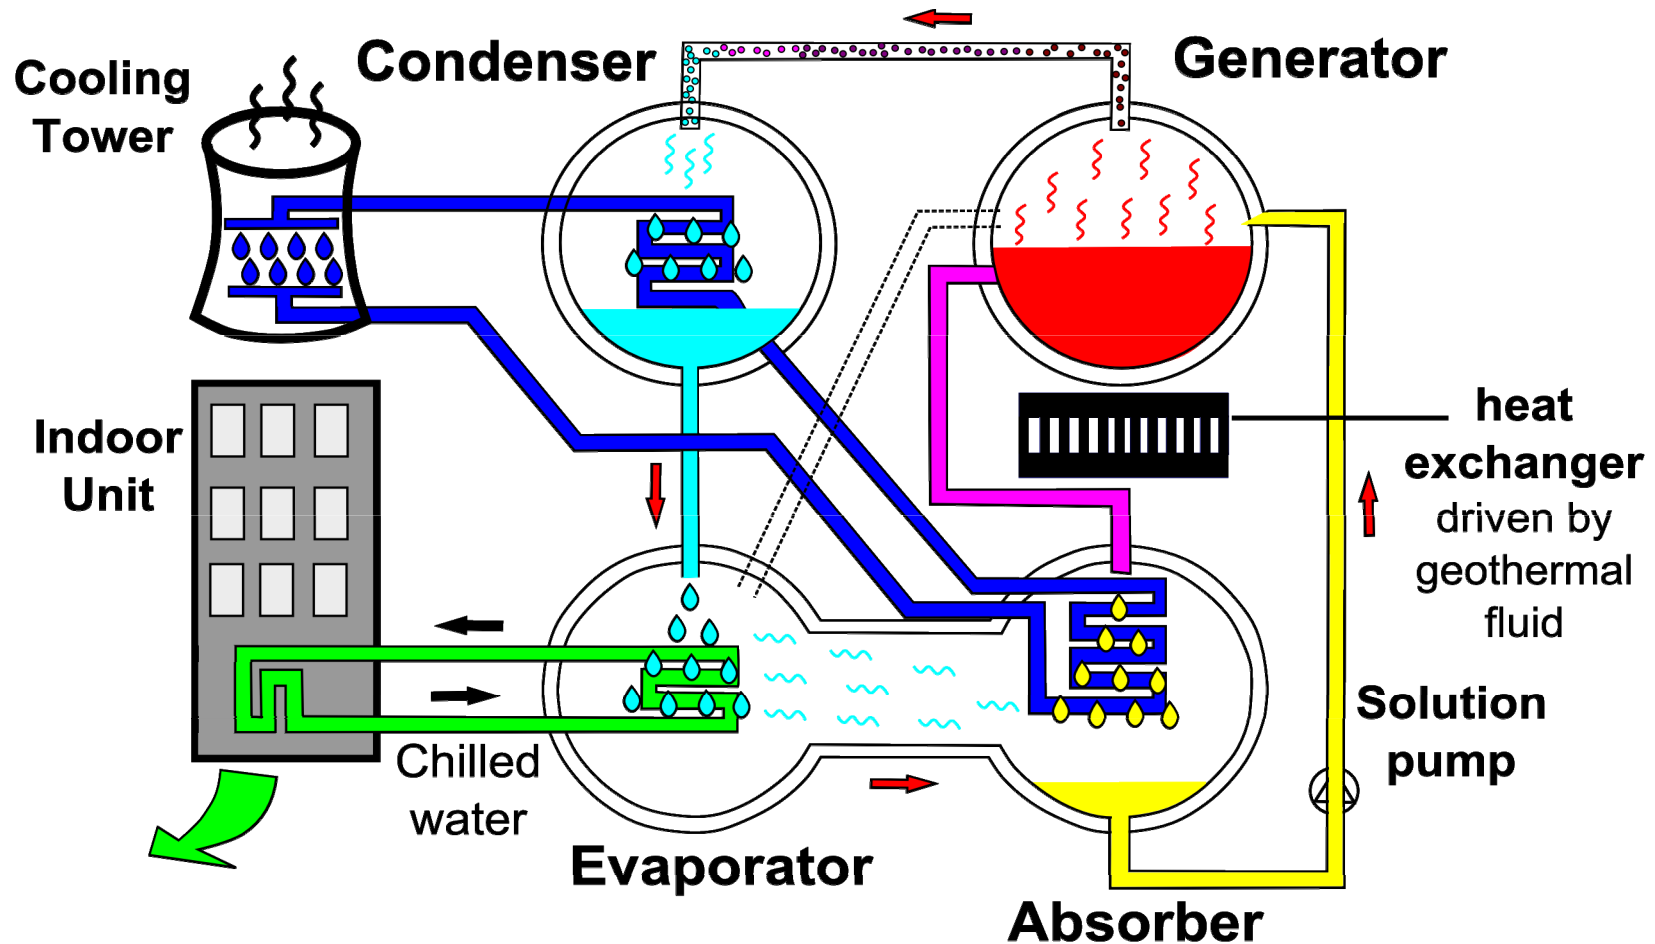 Condenser
Generator
Cooling
Tower
Indoor
Unit
heat
exchanger
driven by
geothermal
fluid
Solution
pump
Chilled
water
Evaporator
Absorber